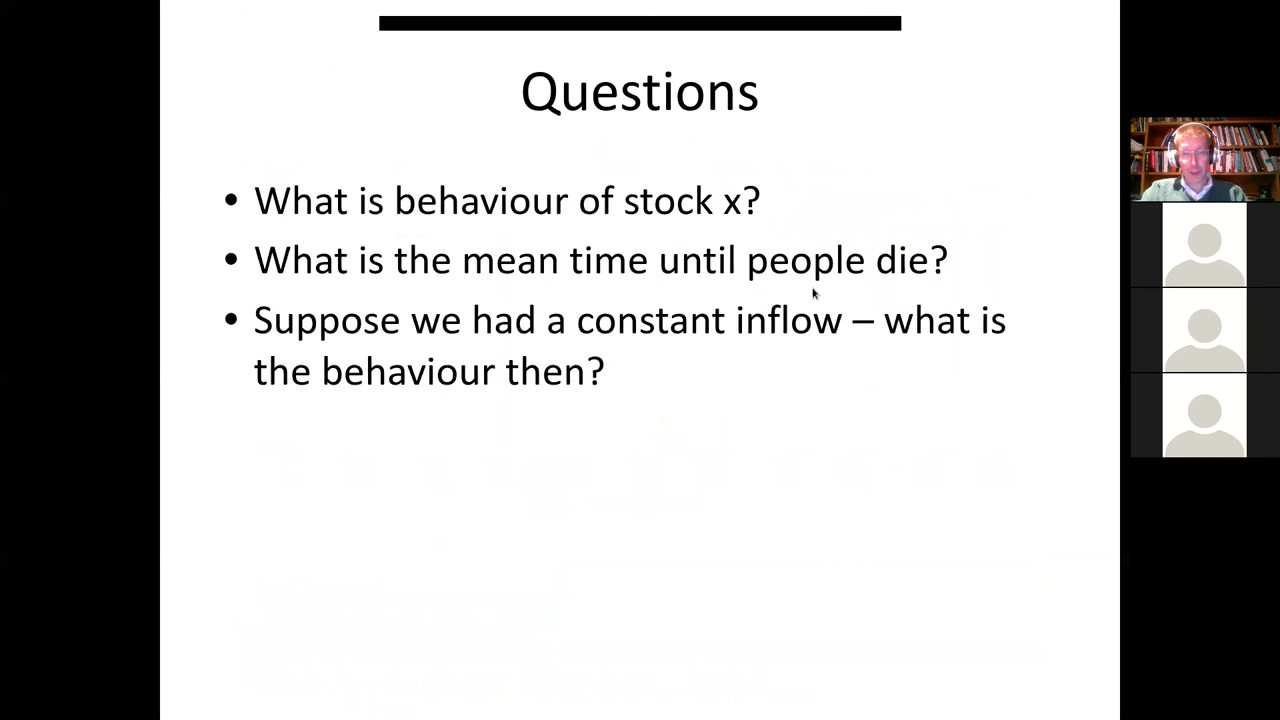 Questions
• What is behaviour of stock x?
• What is the mean time until people die?
• Suppose we had a constant inflow – what is
the behaviour then?